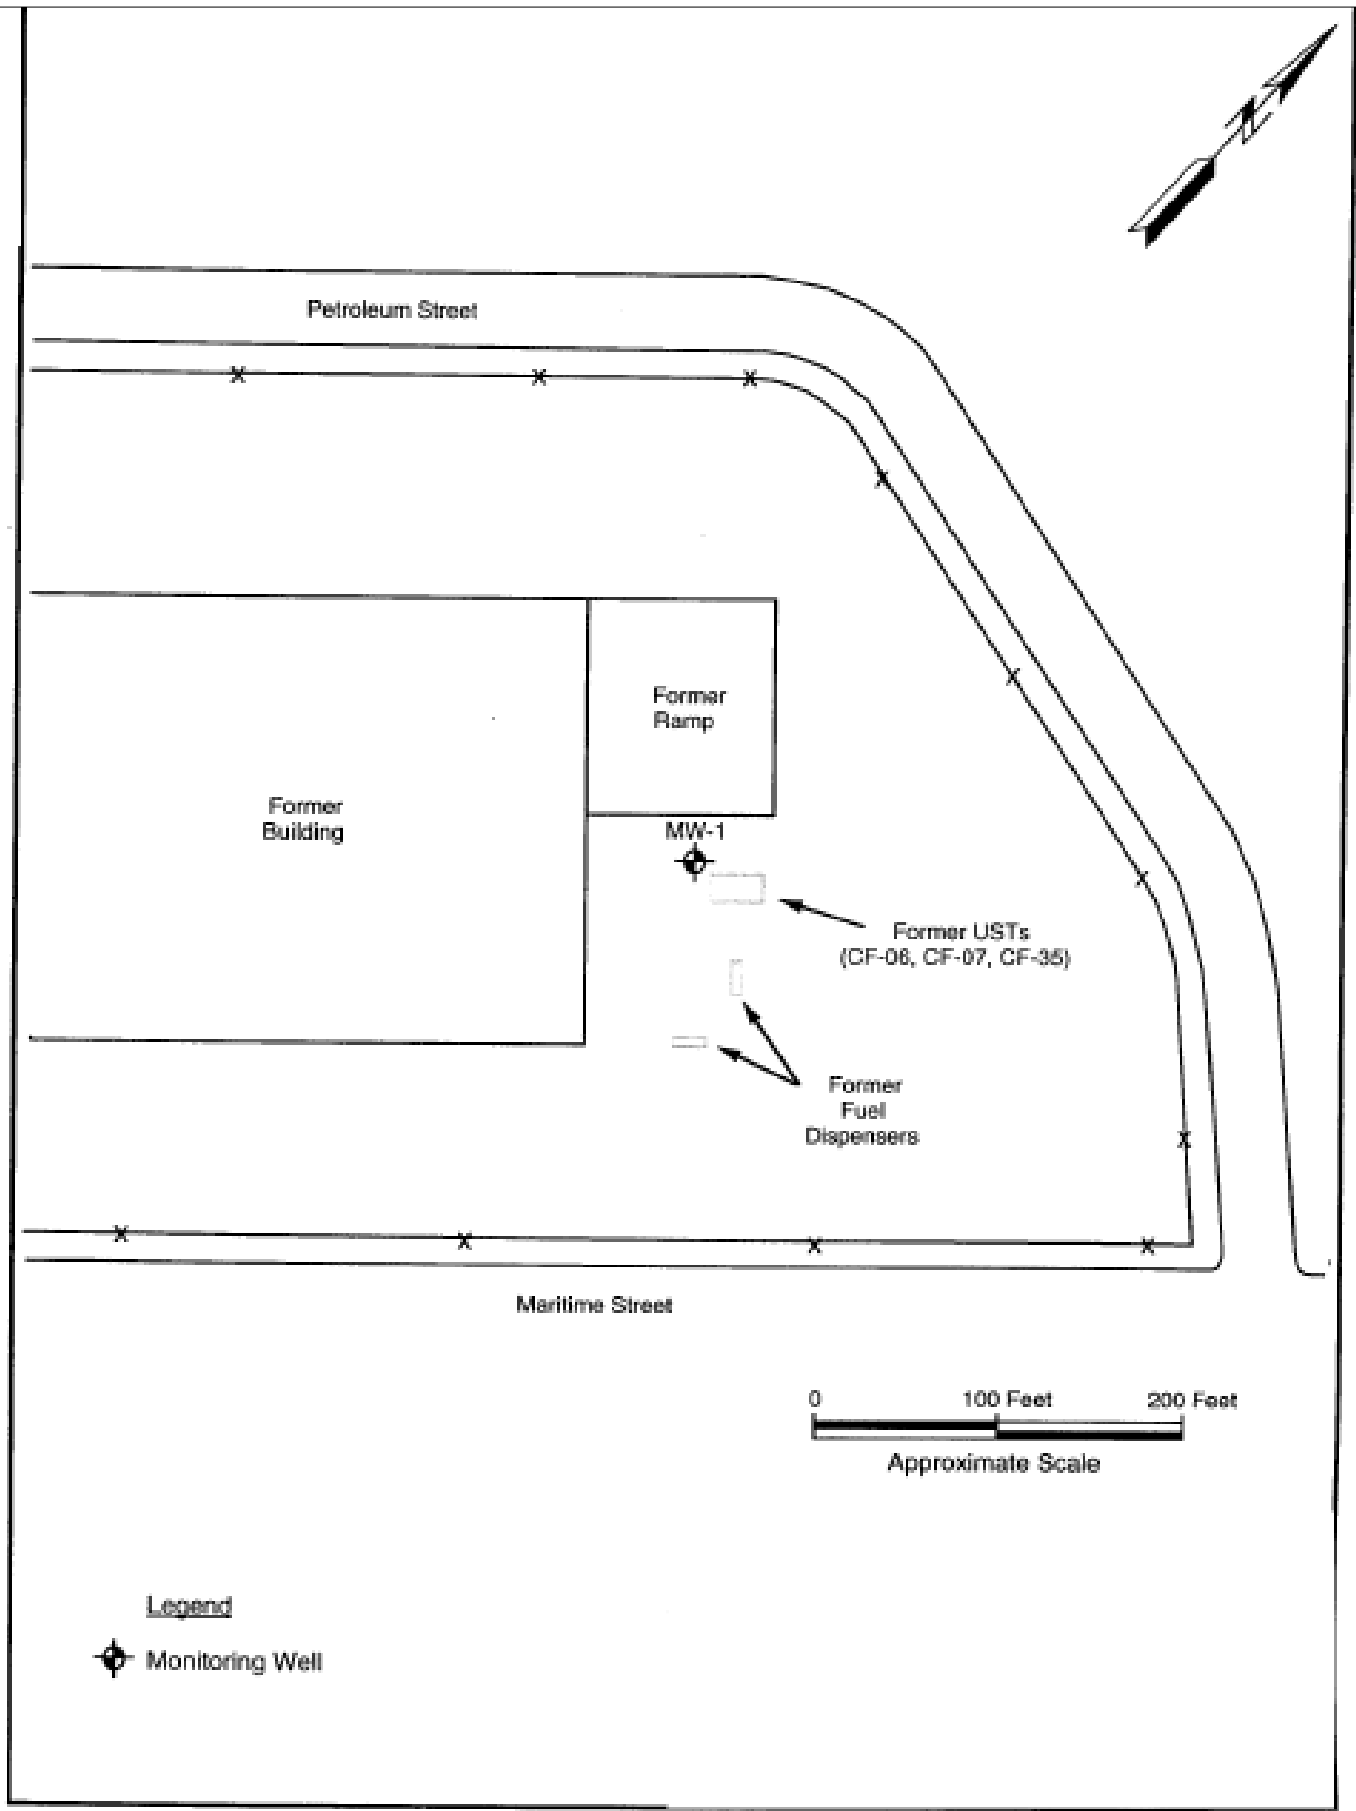 N
Petroleum Street
Former
Ramp
Former
Building
MW-1
Former USTs
(CF-06, CF-07, CF-35)
Former
Fuel
Dispensers
Maritime Street
0 100 Feet 200 Feet
Approximate Scale
Legend
Monitoring Well